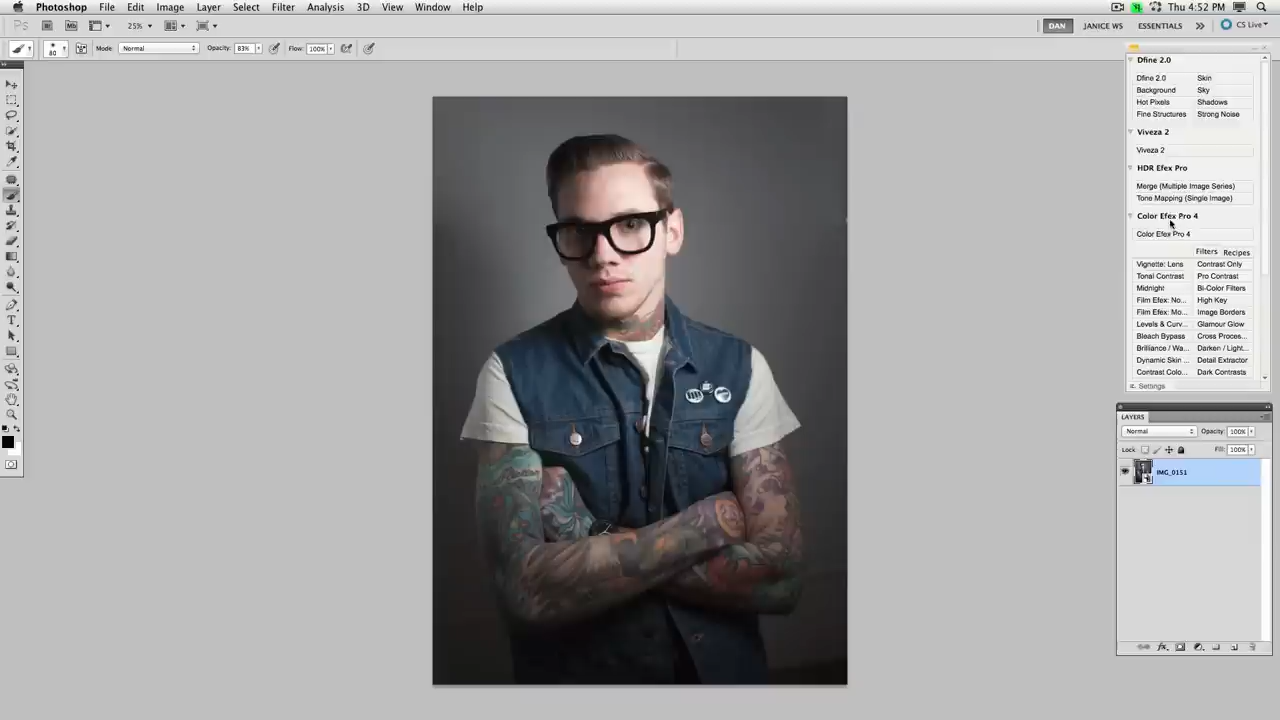 Photoshop File Edit Image Layer Select Filter Analysis 3D View Window Help Thu 4:52 PM
Ps Br Mb 25% DAN JANICE WS ESSENTIALS CS Live
80 Mode: Normal Opacity: 83% Flow: 100%
Dfine 2.0
Dfine 2.0 Skin
Background Sky
Hot Pixels Shadows
Fine Structures Strong Noise
Viveza 2
Viveza 2
HDR Efex Pro
Merge (Multiple Image Series)
Tone Mapping (Single Image)
Color Efex Pro 4
Color Efex Pro 4
Filters Recipes
Vignette: Lens Contrast Only
Tonal Contrast Pro Contrast
Midnight Bi-Color Filters
Film Efex: No... High Key
Film Efex: Mo... Image Borders
Levels & Curv... Glamour Glow
Bleach Bypass Cross Proces...
Brilliance / Wa... Darken / Light...
Dynamic Skin ... Detail Extractor
Contrast Colo... Dark Contrasts
Settings
LAYERS
Normal Opacity: 100%
Lock: Fill: 100%
IMG_0151